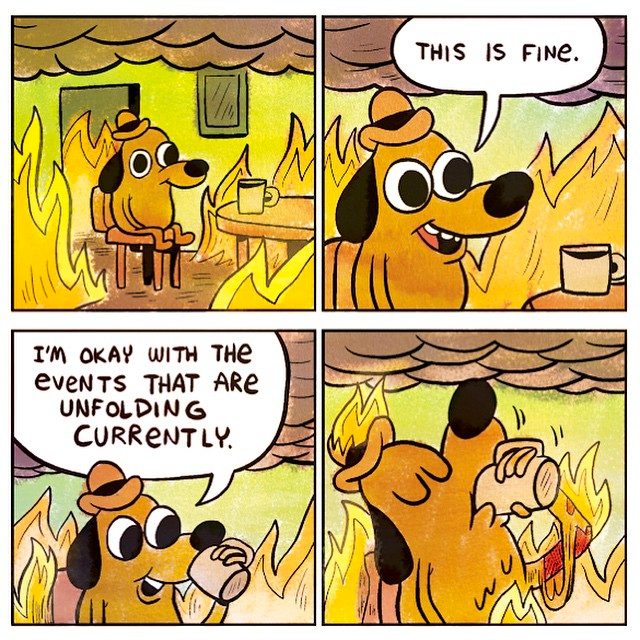 THIS IS FINE.
I'M OKAY WITH THE
EVENTS THAT ARE
UNFOLDING
CURRENTLY.